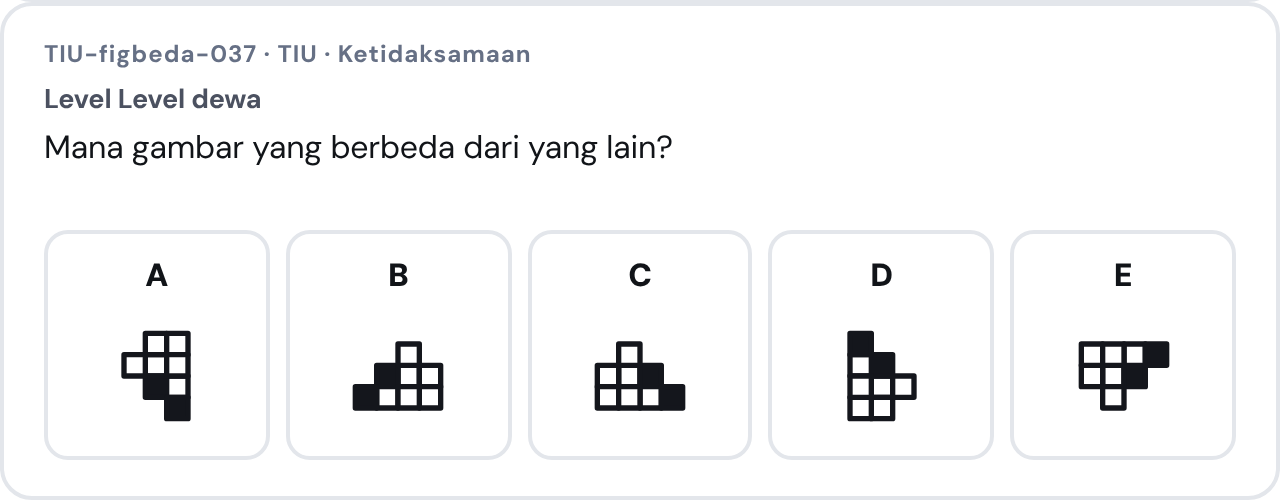 TIU-figbeda-037 · TIU · Ketidaksamaan
Level Level dewa
Mana gambar yang berbeda dari yang lain?
A B C D E